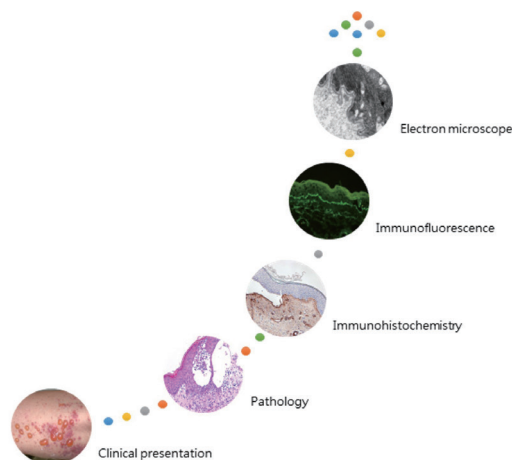 Electron microscope
Immunofluorescence
Immunohistochemistry
Pathology
Clinical presentation